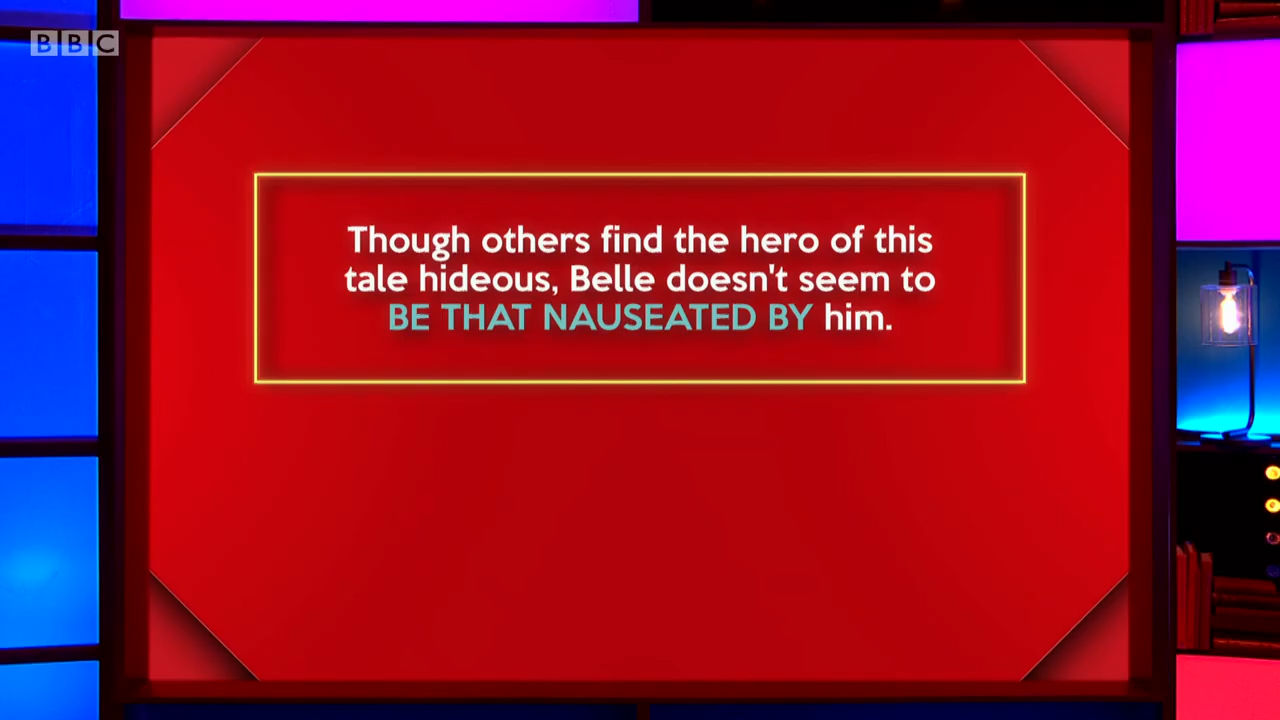 BBC
Though others find the hero of this
tale hideous, Belle doesn't seem to
BE THAT NAUSEATED BY him.